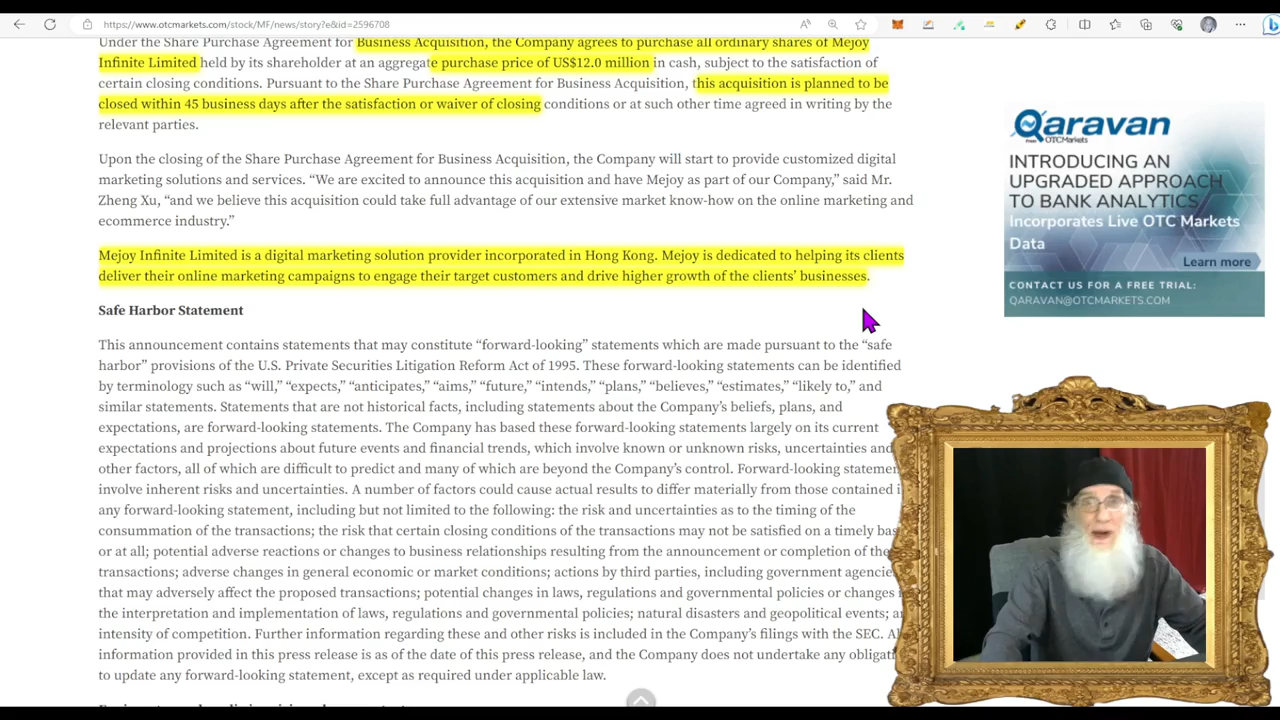 https://www.otcmarkets.com/stock/MF/news/story?e&id=2596708
Under the Share Purchase Agreement for Business Acquisition, the Company agrees to purchase all ordinary shares of Mejoy
Infinite Limited held by its shareholder at an aggregate purchase price of US$12.0 million in cash, subject to the satisfaction of
certain closing conditions. Pursuant to the Share Purchase Agreement for Business Acquisition, this acquisition is planned to be
closed within 45 business days after the satisfaction or waiver of closing conditions or at such other time agreed in writing by the
relevant parties.
Upon the closing of the Share Purchase Agreement for Business Acquisition, the Company will start to provide customized digital
marketing solutions and services. “We are excited to announce this acquisition and have Mejoy as part of our Company,” said Mr.
Zheng Xu, “and we believe this acquisition could take full advantage of our extensive market know-how on the online marketing and
ecommerce industry.”
Mejoy Infinite Limited is a digital marketing solution provider incorporated in Hong Kong. Mejoy is dedicated to helping its clients
deliver their online marketing campaigns to engage their target customers and drive higher growth of the clients’ businesses.
Safe Harbor Statement
This announcement contains statements that may constitute “forward-looking” statements which are made pursuant to the “safe
harbor” provisions of the U.S. Private Securities Litigation Reform Act of 1995. These forward-looking statements can be identified
by terminology such as “will,” “expects,” “anticipates,” “aims,” “future,” “intends,” “plans,” “believes,” “estimates,” “likely to,” and
similar statements. Statements that are not historical facts, including statements about the Company’s beliefs, plans, and
expectations, are forward-looking statements. The Company has based these forward-looking statements largely on its current
expectations and projections about future events and financial trends, which involve known or unknown risks, uncertainties and
other factors, all of which are difficult to predict and many of which are beyond the Company’s control. Forward-looking
involve inherent risks and uncertainties. A number of factors could cause actual results to differ materially from those contained
any forward-looking statement, including but not limited to the following: the risk and uncertainties as to the timing of the
consummation of the transactions; the risk that certain closing conditions of the transactions may not be satisfied on a timely
or at all; potential adverse reactions or changes to business relationships resulting from the announcement or completion of the
transactions; adverse changes in general economic or market conditions; actions by third parties, including government
that may adversely affect the proposed transactions; potential changes in laws, regulations and governmental policies or changes
the interpretation and implementation of laws, regulations and governmental policies; natural disasters and geopolitical events;
intensity of competition. Further information regarding these and other risks is included in the Company’s filings with the SEC.
information provided in this press release is as of the date of this press release, and the Company does not undertake any
to update any forward-looking statement, except as required under applicable law.
Qaravan
From OTCMarkets
INTRODUCING AN
UPGRADED APPROACH
TO BANK ANALYTICS
Incorporates Live OTC Markets
Data
Learn more
CONTACT US FOR A FREE TRIAL:
QARAVAN@OTCMARKETS.COM